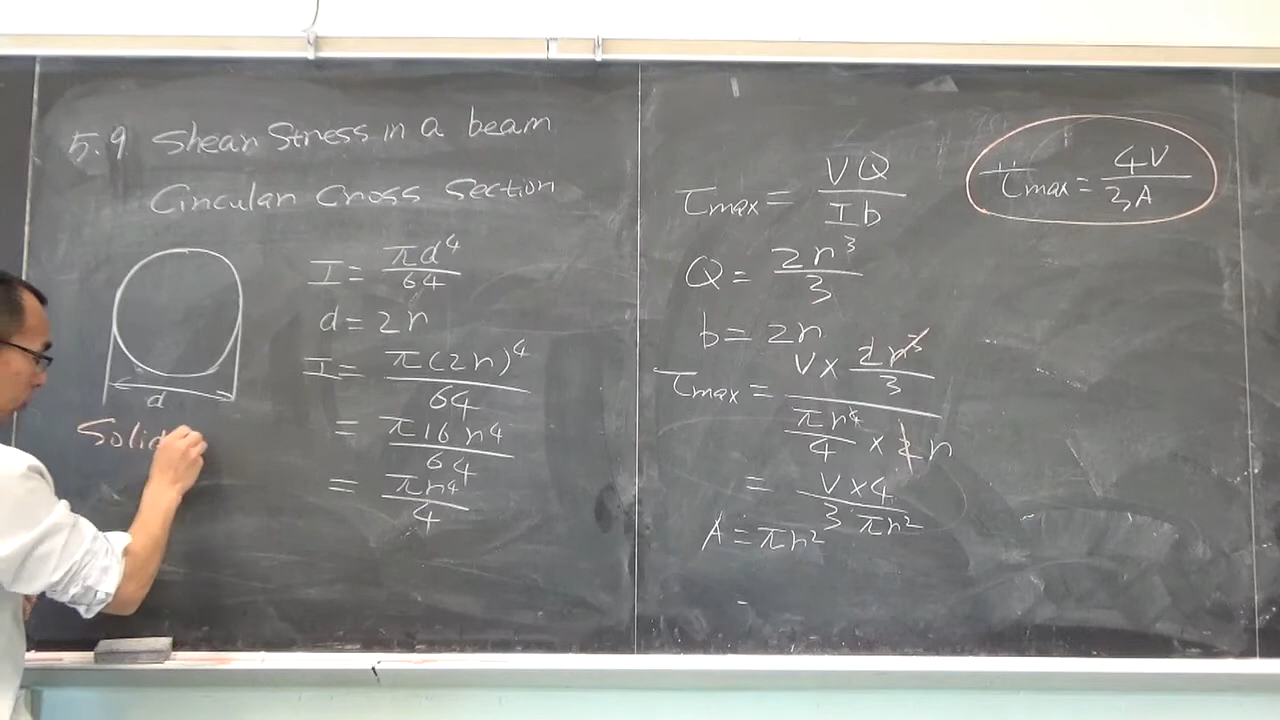 5.9 Shear Stress in a beam
Circular Cross Section
I = πd⁴/64
d = 2r
I = π(2r)⁴/64
= π16r⁴/64
= πr⁴/4
d
Solid
τmax = VQ/Ib
Q = 2r³/3
b = 2r
τmax = (V × 2r³/3)/(πr⁴/4 × 2r)
= V×4/3πr²
A = πr²
τmax = 4V/3A